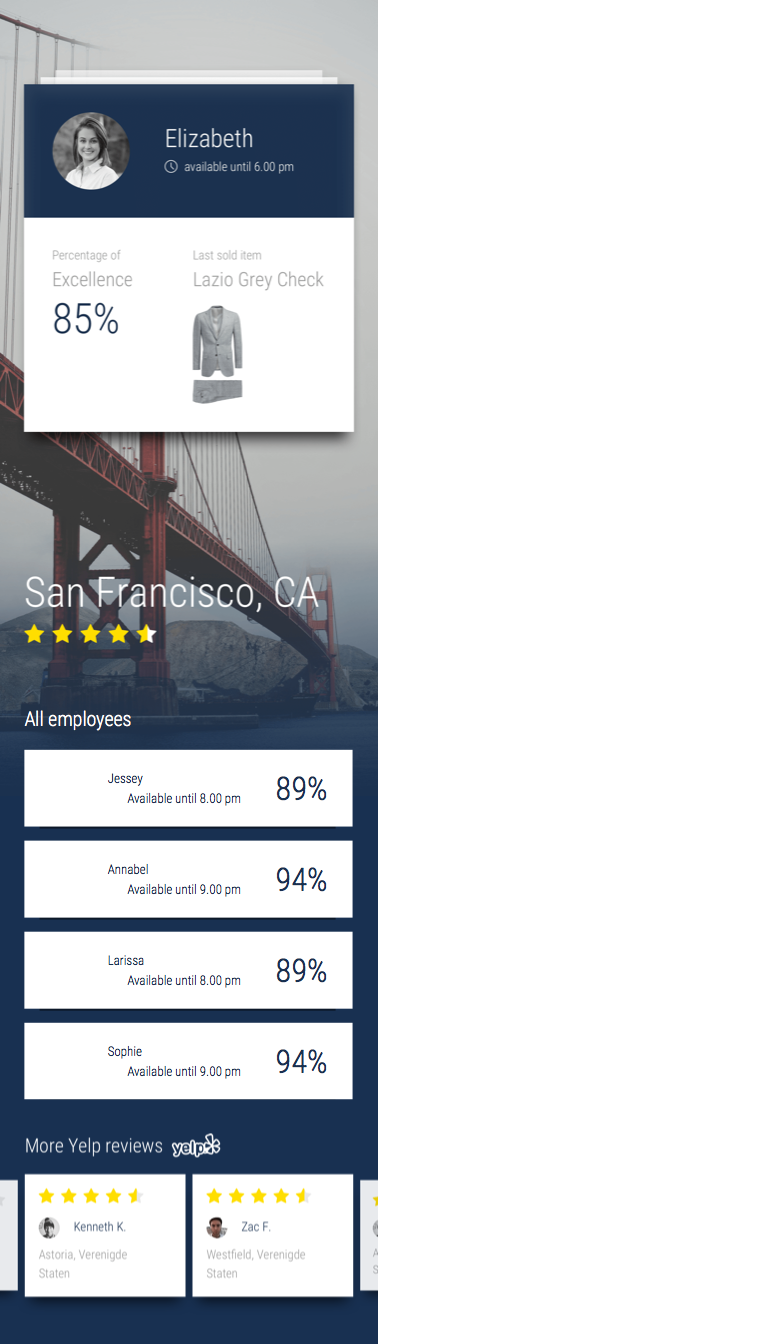 Elizabeth
available until 6.00 pm
Percentage of
Excellence
85%
Last sold item
Lazio Grey Check
San Francisco, CA
All employees
Jessey
Available until 8.00 pm
89%
Annabel
Available until 9.00 pm
94%
Larissa
Available until 8.00 pm
89%
Sophie
Available until 9.00 pm
94%
More Yelp reviews yelp
Kenneth K.
Astoria, Verenigde
Staten
Zac F.
Westfield, Verenigde
Staten